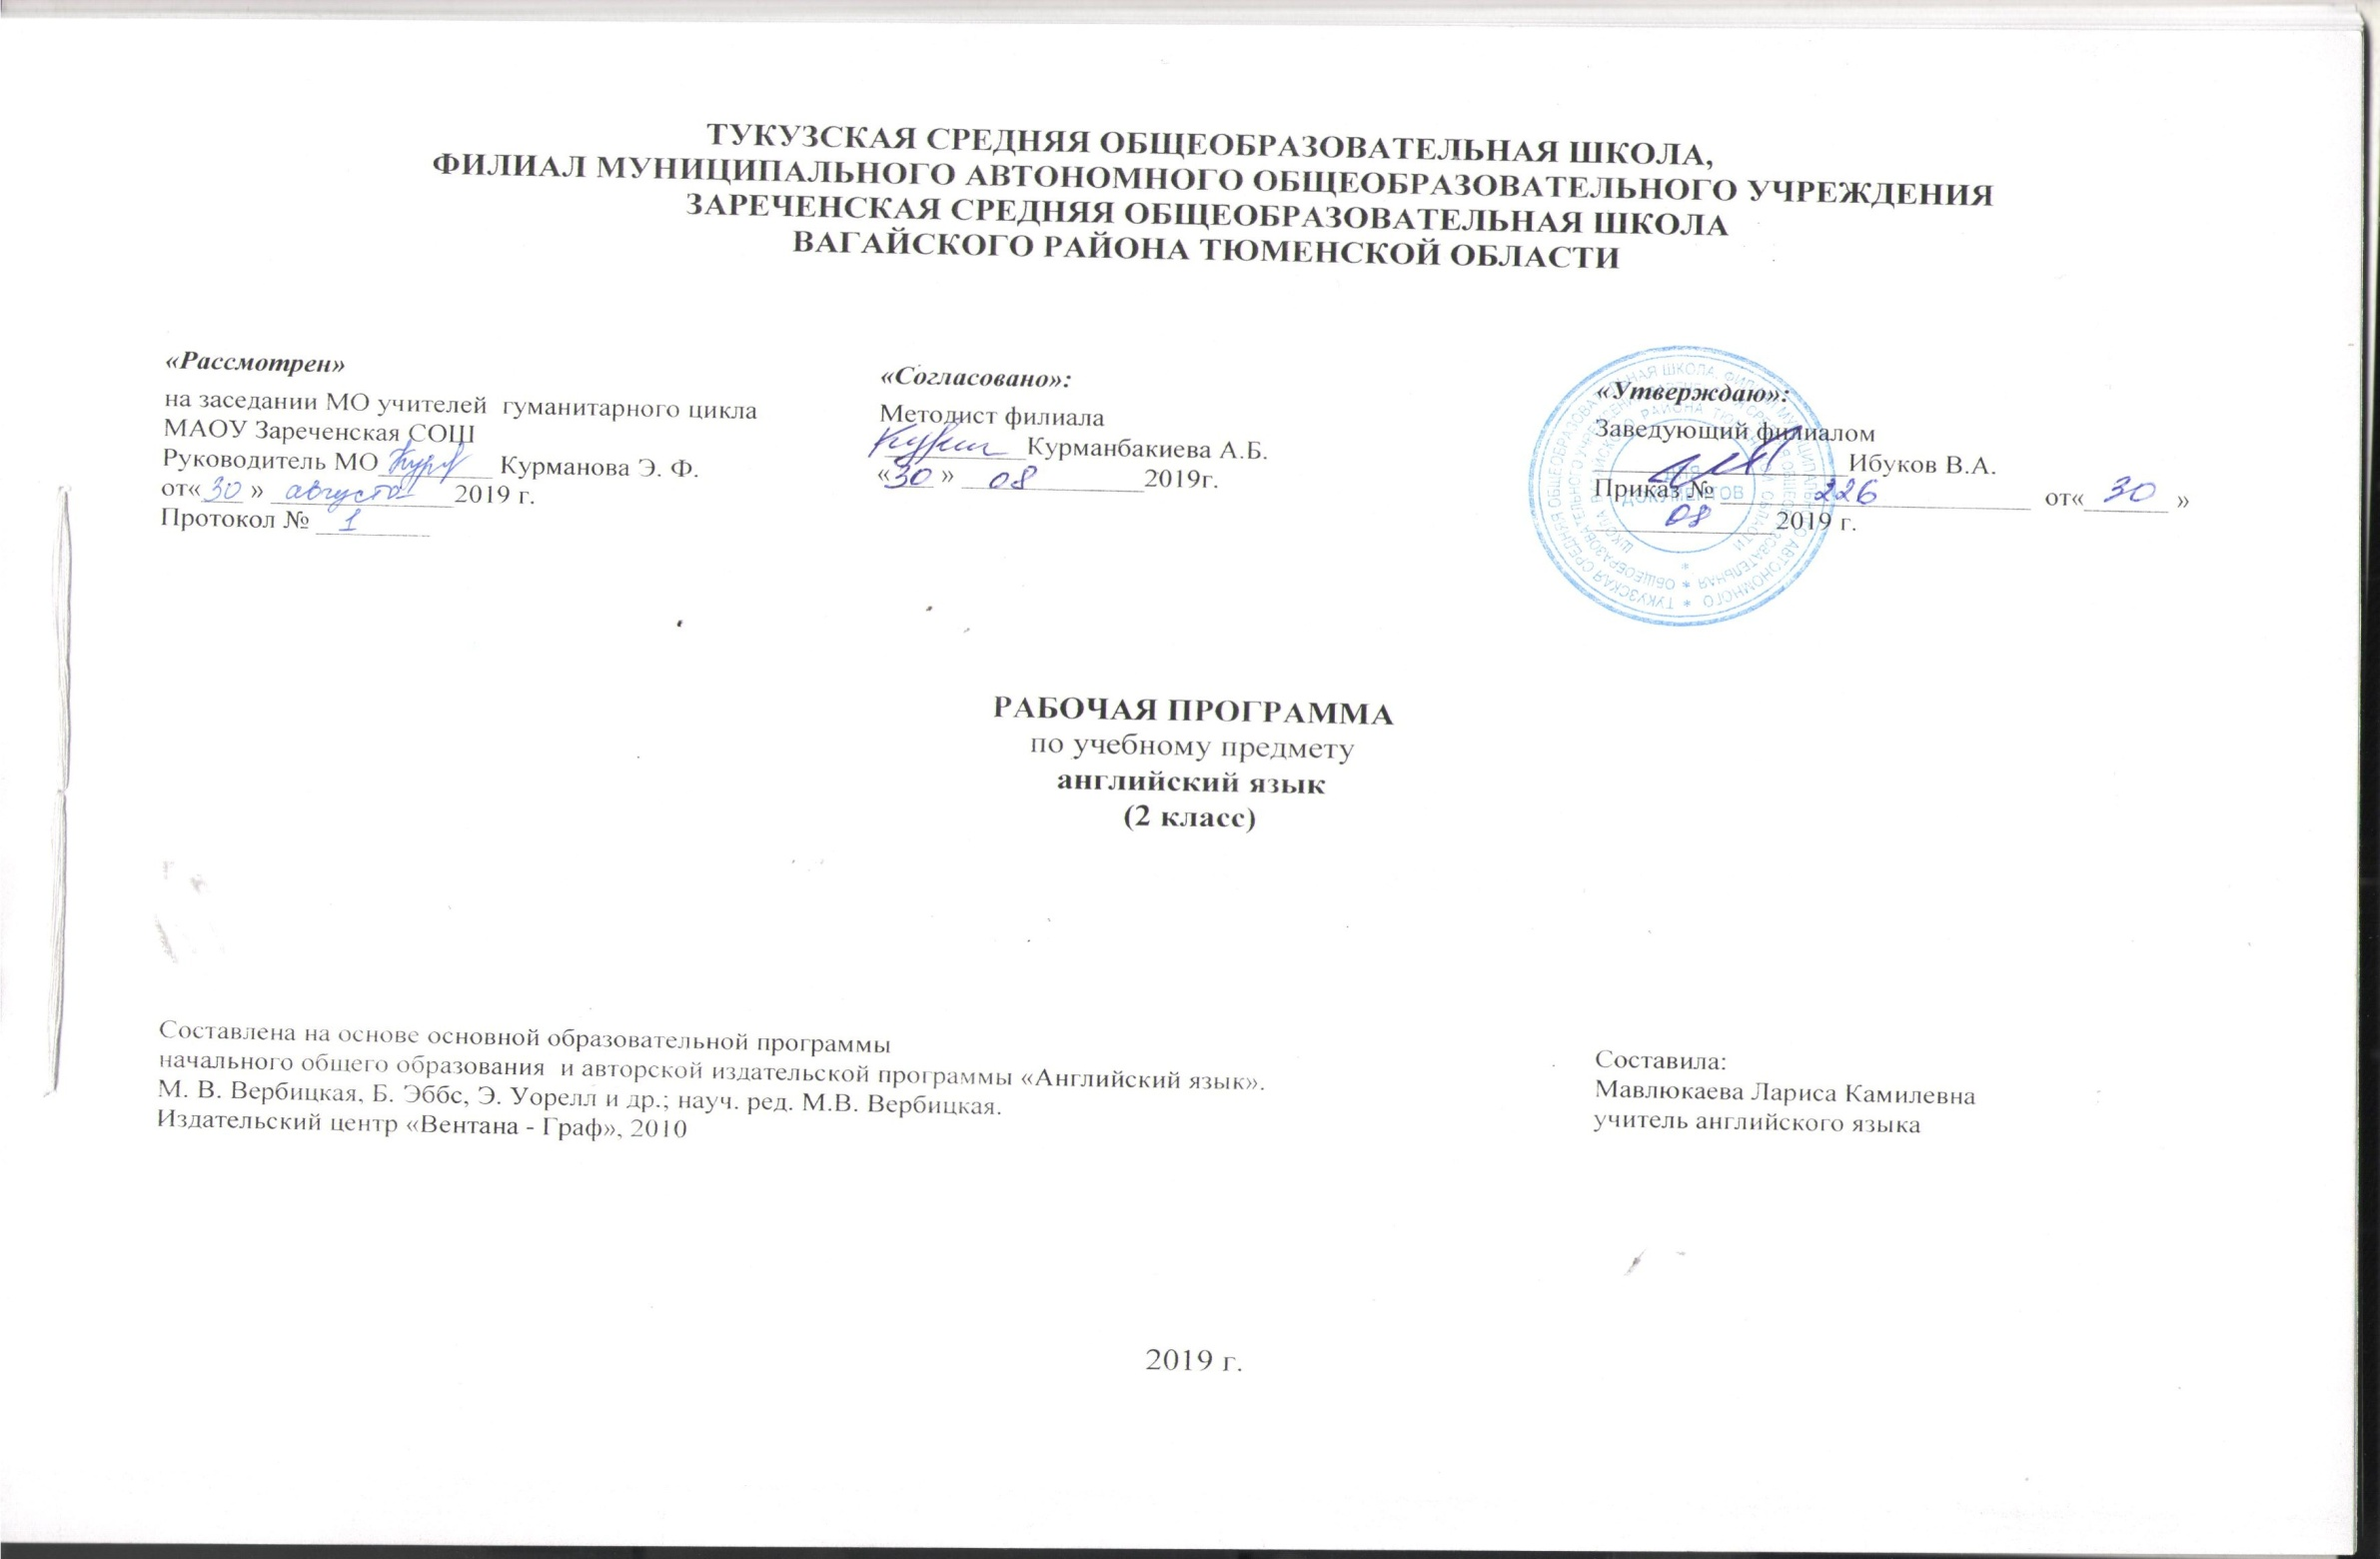 ТУКУЗСКАЯ СРЕДНЯЯ ОБЩЕОБРАЗОВАТЕЛЬНАЯ ШКОЛА,
ФИЛИАЛ МУНИЦИПАЛЬНОГО АВТОНОМНОГО ОБЩЕОБРАЗОВАТЕЛЬНОГО УЧРЕЖДЕНИЯ
ЗАРЕЧЕНСКАЯ СРЕДНЯЯ ОБЩЕОБРАЗОВАТЕЛЬНАЯ ШКОЛА
ВАГАЙСКОГО РАЙОНА ТЮМЕНСКОЙ ОБЛАСТИ
«Рассмотрен»
на заседании МО учителей гуманитарного цикла
МАОУ Зареченская СОШ
Руководитель МО Курманова Э. Ф.
от« 30 » августа 2019 г.
Протокол № 1
«Согласовано»:
Методист филиала
Курманбакиева А.Б.
«30» 08 2019г.
«Утверждаю»:
Заведующий филиалом
Ибуков В.А.
Приказ № 226 от« 30 »
08 2019 г.
ДОКУМЕНТОВ
РАБОЧАЯ ПРОГРАММА
по учебному предмету
английский язык
(2 класс)
Составлена на основе основной образовательной программы
начального общего образования и авторской издательской программы «Английский язык».
М. В. Вербицкая, Б. Эббс, Э. Уорелл и др.; науч. ред. М.В. Вербицкая.
Издательский центр «Вентана - Граф», 2010
Составила:
Мавлюкаева Лариса Камилевна
учитель английского языка
2019 г.